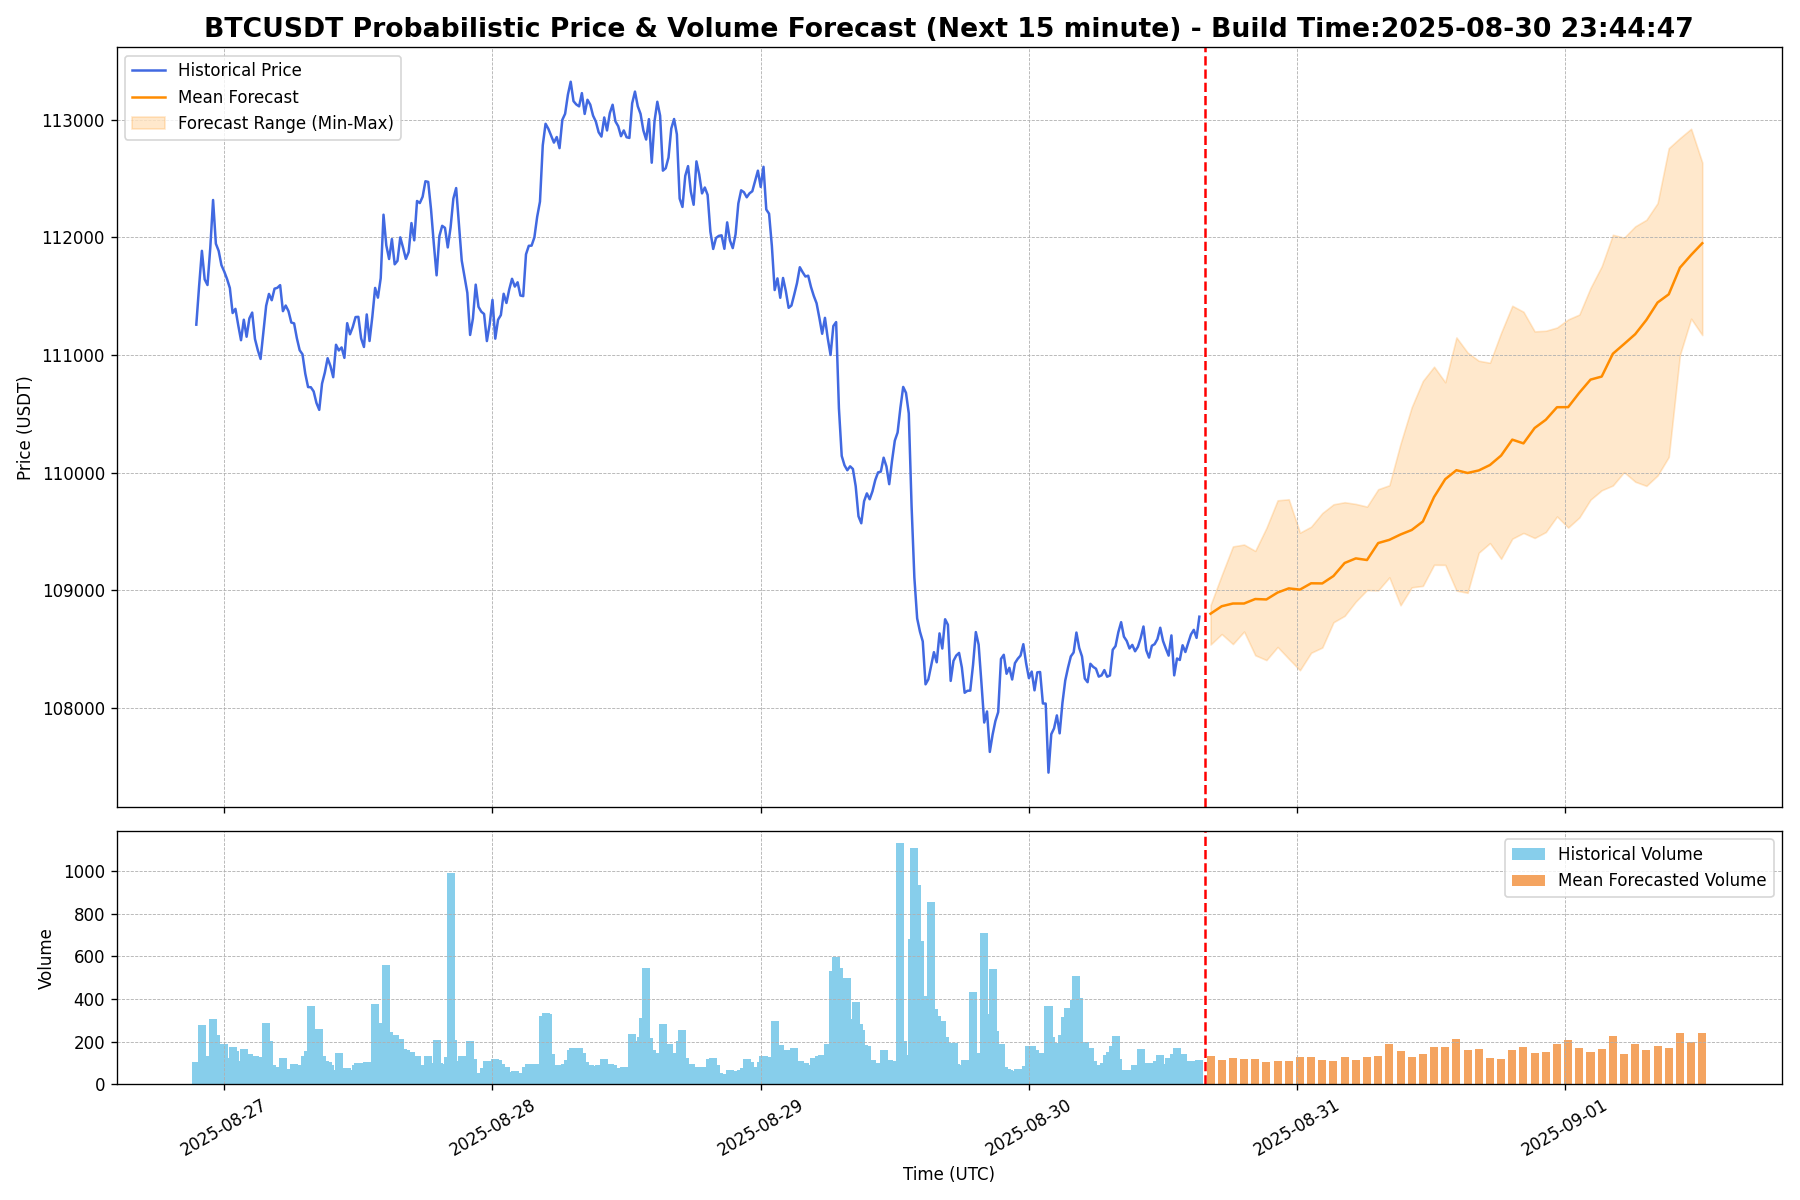 BTCUSDT Probabilistic Price & Volume Forecast (Next 15 minute) - Build Time:2025-08-30 23:44:47
Historical Price
Mean Forecast
Forecast Range (Min-Max)
113000
112000
111000
110000
109000
108000
Price (USDT)
Historical Volume
Mean Forecasted Volume
1000
800
600
400
200
0
Volume
2025-08-27
2025-08-28
2025-08-29
2025-08-30
2025-08-31
2025-09-01
Time (UTC)